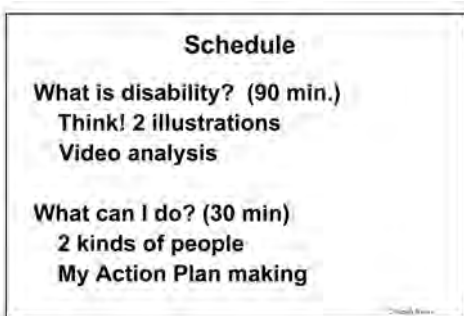 Schedule
What is disability? (90 min.)
Think! 2 illustrations
Video analysis
What can I do? (30 min)
2 kinds of people
My Action Plan making